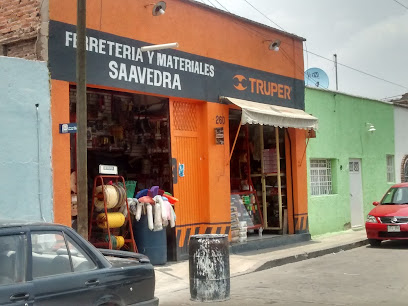 FERRETERIA Y MATERIALES
SAAVEDRA
TRUPER
260